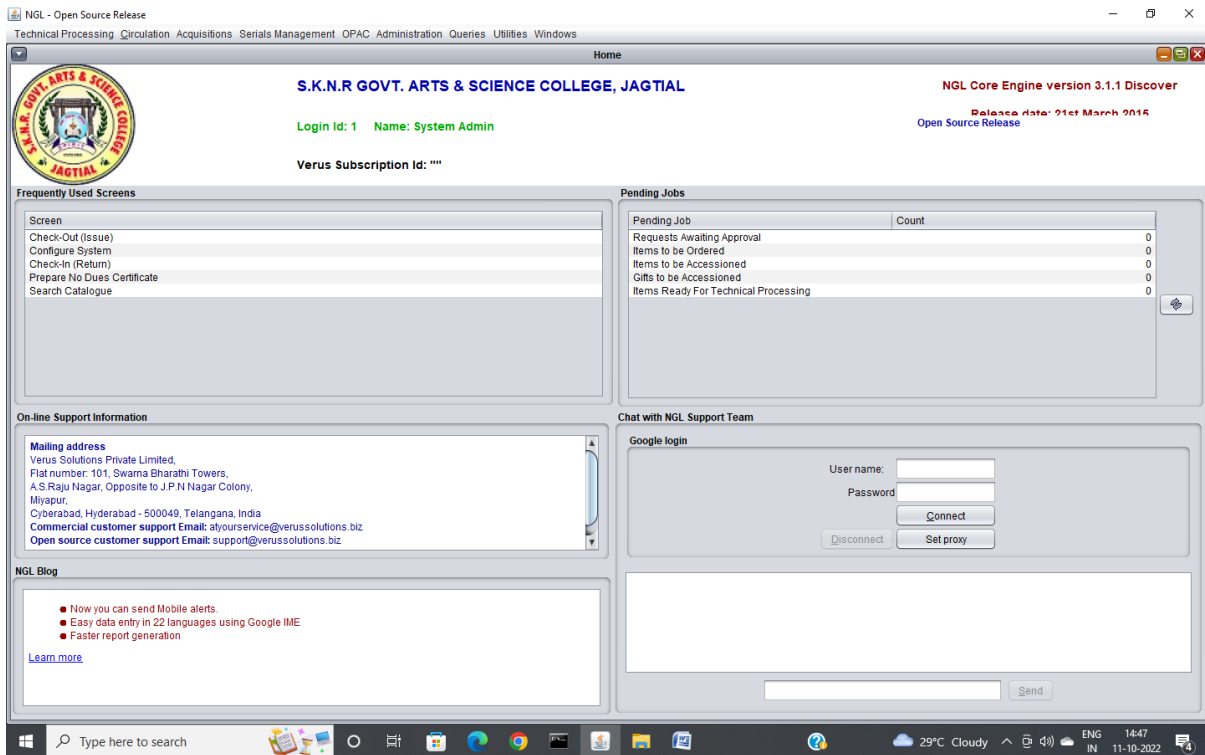 NGL - Open Source Release
Technical Processing Circulation Acquisitions Serials Management OPAC Administration Queries Utilities Windows
Home
S.K.N.R. GOVT. ARTS & SCIENCE COLLEGE
JAGTIAL
S.K.N.R GOVT. ARTS & SCIENCE COLLEGE, JAGTIAL
Login Id: 1 Name: System Admin
Verus Subscription Id: ""
NGL Core Engine version 3.1.1 Discover
Release date: 21st March 2015
Open Source Release
Frequently Used Screens
Screen
Check-Out (Issue)
Configure System
Check-In (Return)
Prepare No Dues Certificate
Search Catalogue
Pending Jobs
Pending Job Count
Requests Awaiting Approval 0
Items to be Ordered 0
Items to be Accessioned 0
Gifts to be Accessioned 0
Items Ready For Technical Processing 0
On-line Support Information
Mailing address
Verus Solutions Private Limited,
Flat number: 101, Swarna Bharathi Towers,
A.S.Raju Nagar, Opposite to J.P.N Nagar Colony,
Miyapur,
Cyberabad, Hyderabad - 500049, Telangana, India
Commercial customer support Email: atyourservice@verussolutions.biz
Open source customer support Email: support@verussolutions.biz
Chat with NGL Support Team
Google login
User name:
Password
Connect
Disconnect Set proxy
NGL Blog
Now you can send Mobile alerts.
Easy data entry in 22 languages using Google IME
Faster report generation
Learn more
Send
Type here to search
29°C Cloudy
ENG
IN
14:47
11-10-2022
4